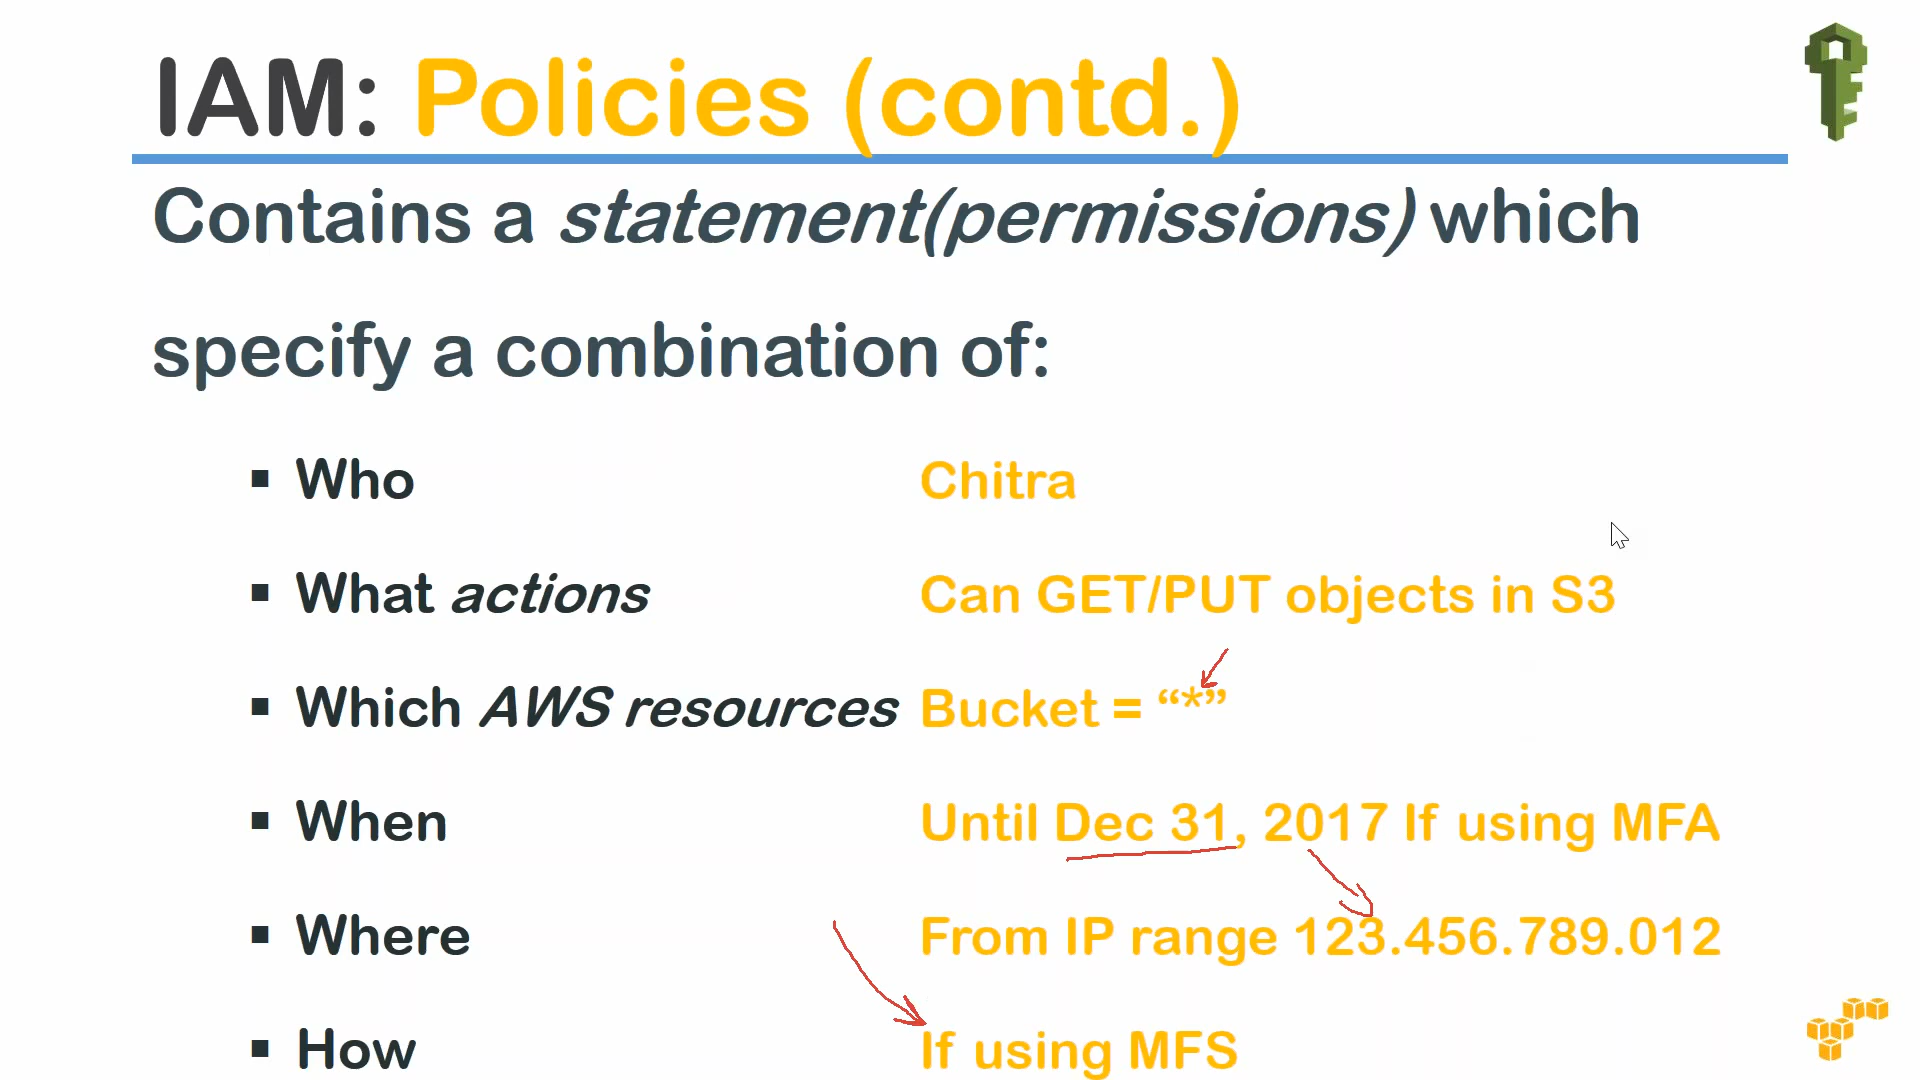 IAM: Policies (contd.)
Contains a statement(permissions) which
specify a combination of:
▪ Who Chitra
▪ What actions Can GET/PUT objects in S3
▪ Which AWS resources Bucket = “*”
▪ When Until Dec 31, 2017 If using MFA
▪ Where From IP range 123.456.789.012
▪ How If using MFS